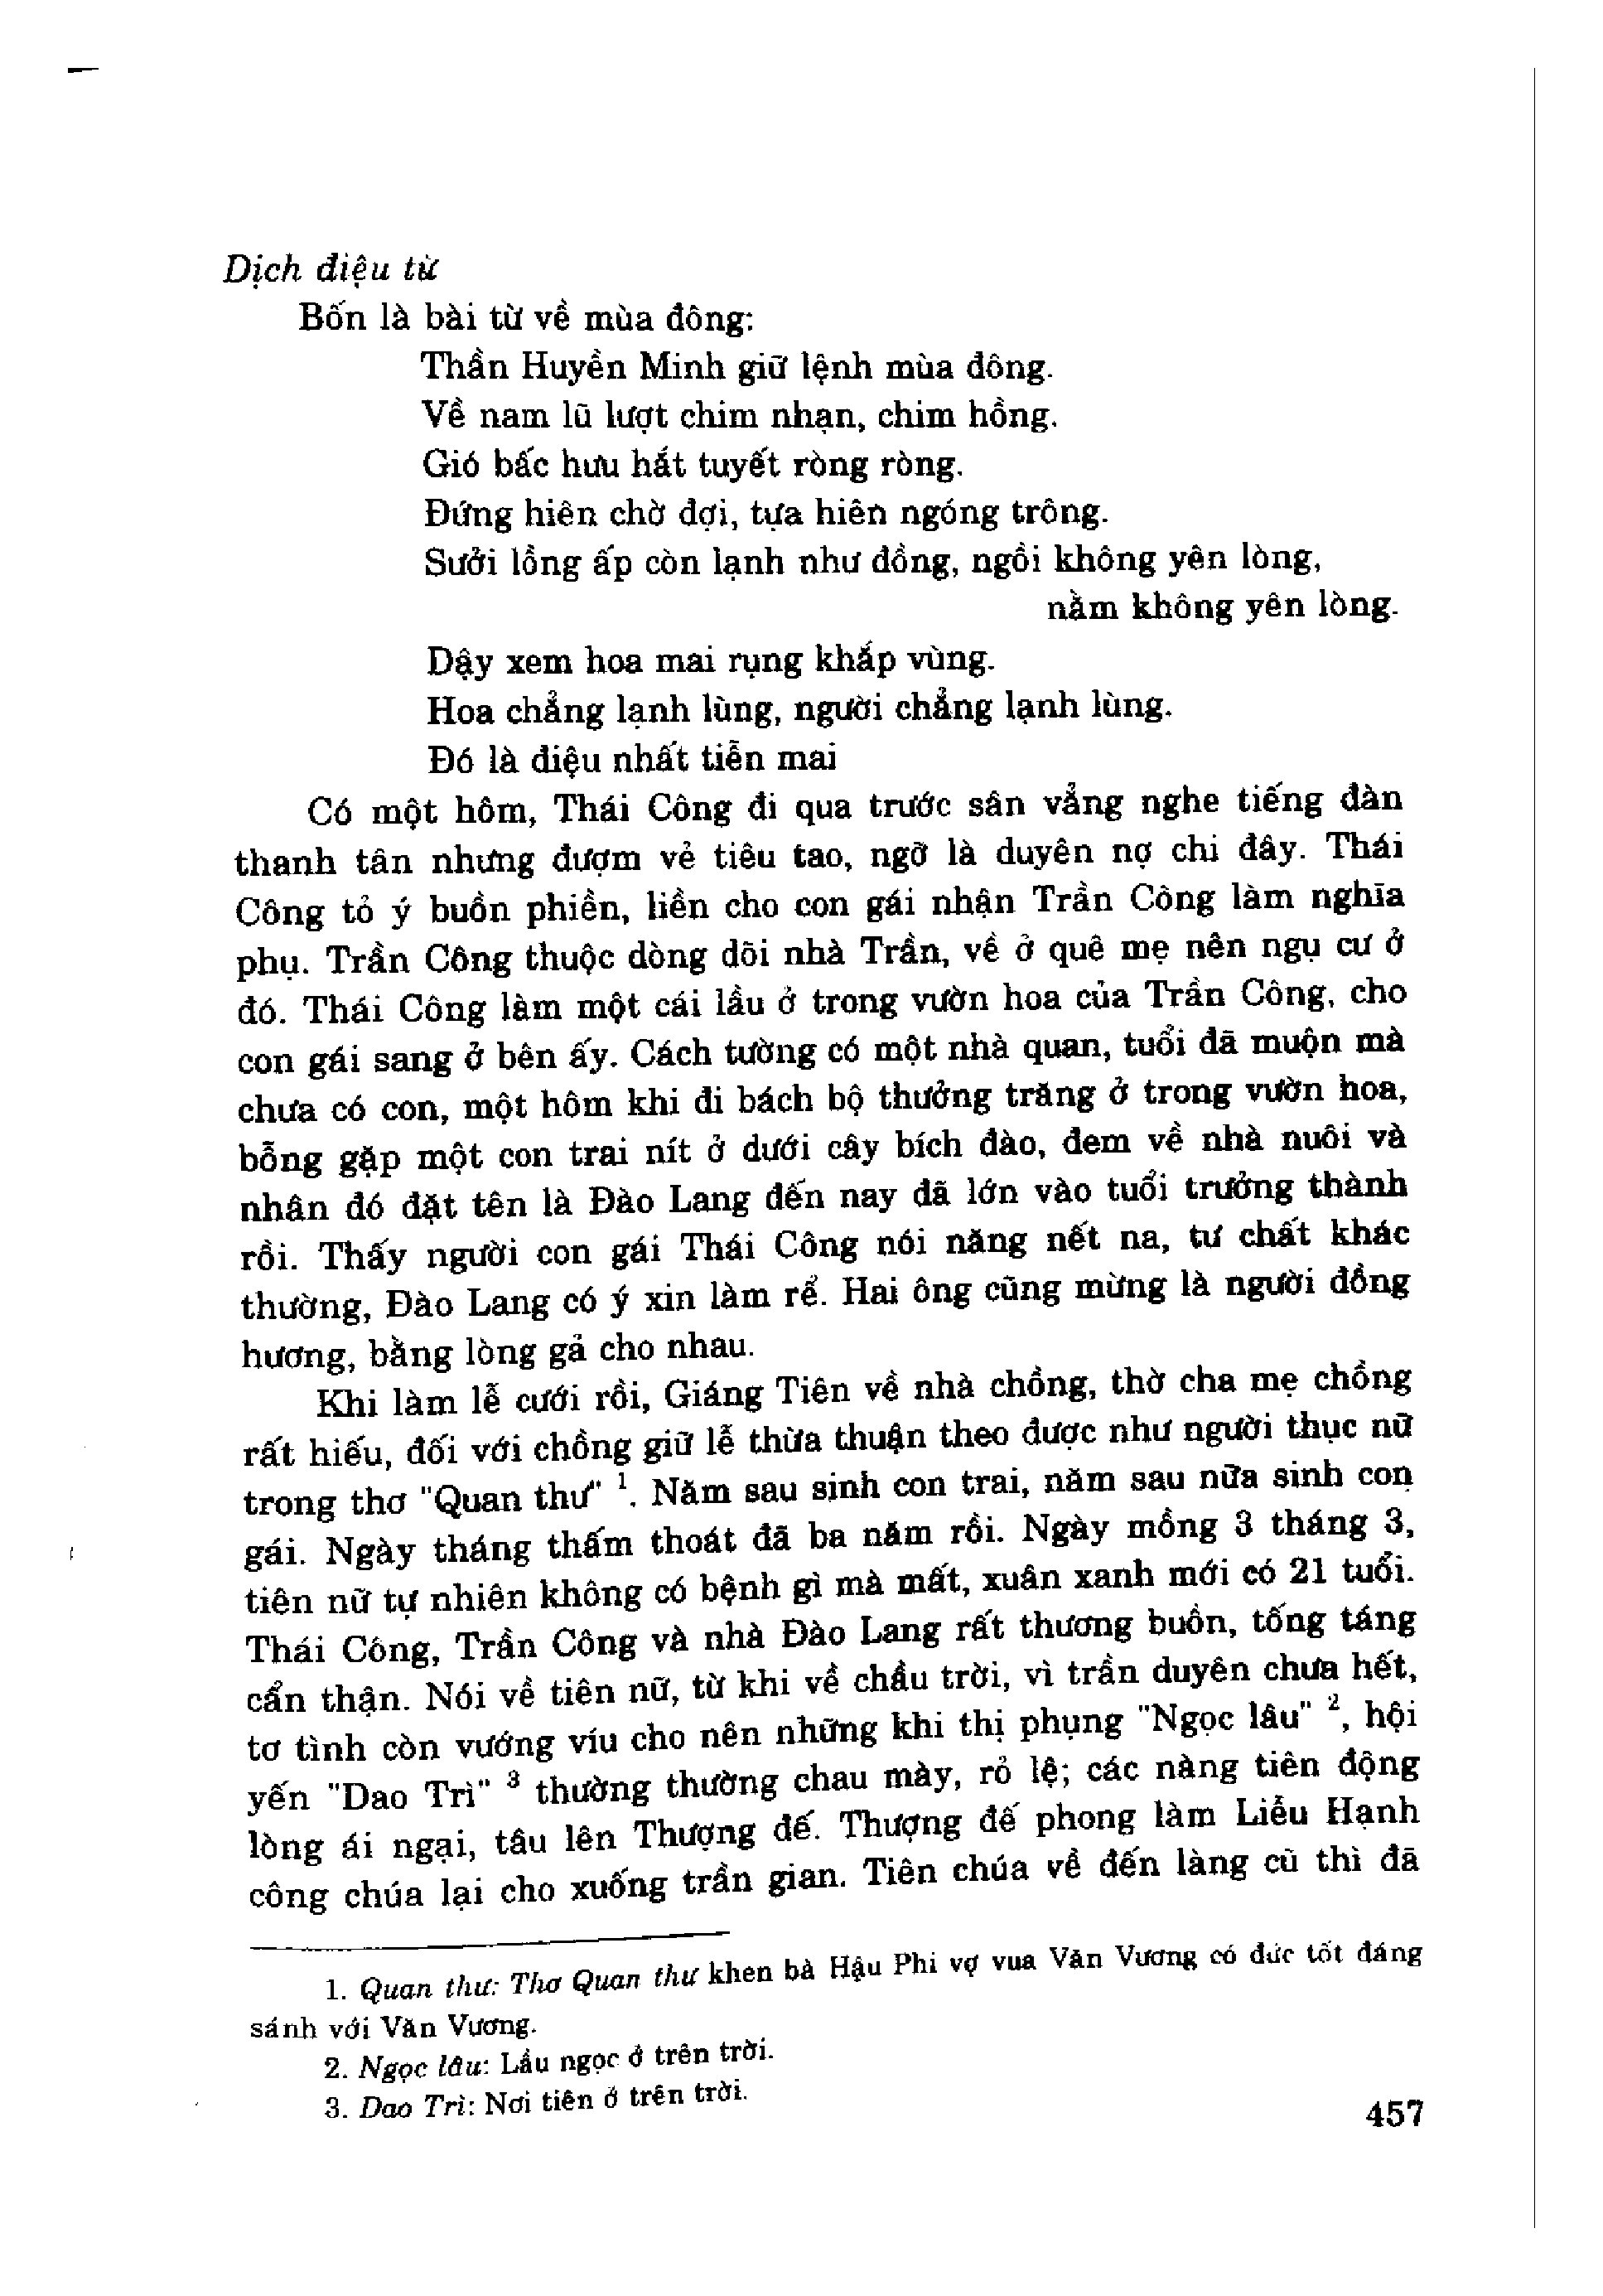 Dịch điệu từ
Bốn là bài từ về mùa đông:
Thần Huyền Minh giữ lệnh mùa đông.
Về nam lũ lượt chim nhạn, chim hồng.
Gió bấc hưu hắt tuyết ròng ròng.
Đứng hiên chờ đợi, tựa hiên ngóng trông.
Sưởi lồng ấp còn lạnh như đồng, ngồi không yên lòng,
nằm không yên lòng.
Dậy xem hoa mai rụng khắp vùng.
Hoa chẳng lạnh lùng, người chẳng lạnh lùng.
Đó là điệu nhất tiễn mai
Có một hôm, Thái Công đi qua trước sân vẳng nghe tiếng đàn
thanh tân nhưng đượm vẻ tiêu tao, ngỡ là duyên nợ chi đây. Thái
Công tỏ ý buồn phiền, liền cho con gái nhận Trần Công làm nghĩa
phụ. Trần Công thuộc dòng dõi nhà Trần, về ở quê mẹ nên ngụ cư ở
đó. Thái Công làm một cái lầu ở trong vườn hoa của Trần Công, cho
con gái sang ở bên ấy. Cách tường có một nhà quan, tuổi đã muộn mà
chưa có con, một hôm khi đi bách bộ thưởng trăng ở trong vườn hoa,
bỗng gặp một con trai nít ở dưới cây bích đào, đem về nhà nuôi và
nhân đó đặt tên là Đào Lang đến nay đã lớn vào tuổi trưởng thành
rồi. Thấy người con gái Thái Công nói năng nết na, tư chất khác
thường, Đào Lang có ý xin làm rể. Hai ông cũng mừng là người đồng
hương, bằng lòng gả cho nhau.
Khi làm lễ cưới rồi, Giáng Tiên về nhà chồng, thờ cha mẹ chồng
rất hiếu, đối với chồng giữ lễ thừa thuận theo được như người thục nữ
trong thơ "Quan thư" 1. Năm sau sinh con trai, năm sau nữa sinh con
gái. Ngày tháng thấm thoát đã ba năm rồi. Ngày mồng 3 tháng 3,
tiên nữ tự nhiên không có bệnh gì mà mất, xuân xanh mới có 21 tuổi.
Thái Công, Trần Công và nhà Đào Lang rất thương buồn, tống táng
cẩn thận. Nói về tiên nữ, từ khi về chầu trời, vì trần duyên chưa hết,
tơ tình còn vướng víu cho nên những khi thị phụng "Ngọc lâu" 2, hội
yến "Dao Trì" 3 thường thường chau mày, rỏ lệ; các nàng tiên động
lòng ái ngại, tâu lên Thượng đế. Thượng đế phong làm Liễu Hạnh
công chúa lại cho xuống trần gian. Tiên chúa về đến làng cũ thì đã
1. Quan thư: Thơ Quan thư khen bà Hậu Phi vợ vua Văn Vương có đức tốt đáng
sánh với Văn Vương.
2. Ngọc lâu: Lầu ngọc ở trên trời.
3. Dao Trì: Nơi tiên ở trên trời.
457